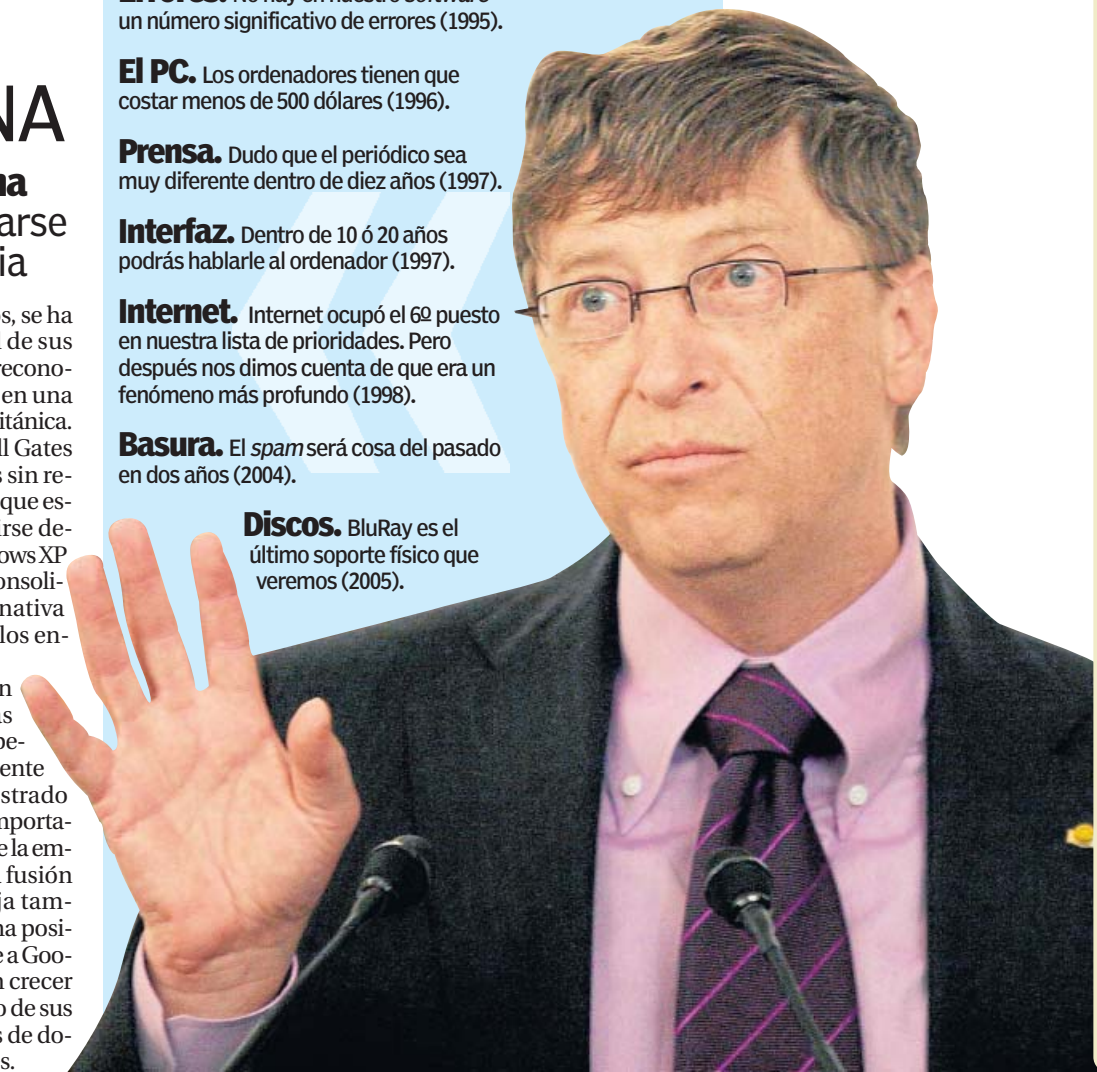 NA
na
arse
ia
os, se ha
de sus
recono-
en una
itánica.
ll Gates
s sin re-
que es-
irse de-
ows XP
onsoli-
nativa
los en-
n
as
pe-
ente
strado
mporta-
e la em-
fusión
ja tam-
na posi-
e a Goo-
n crecer
o de sus
s de do-
s.
un número significativo de errores (1995).
El PC. Los ordenadores tienen que
costar menos de 500 dólares (1996).
Prensa. Dudo que el periódico sea
muy diferente dentro de diez años (1997).
Interfaz. Dentro de 10 ó 20 años
podrás hablarle al ordenador (1997).
Internet. Internet ocupó el 6º puesto
en nuestra lista de prioridades. Pero
después nos dimos cuenta de que era un
fenómeno más profundo (1998).
Basura. El spam será cosa del pasado
en dos años (2004).
Discos. BluRay es el
último soporte físico que
veremos (2005).